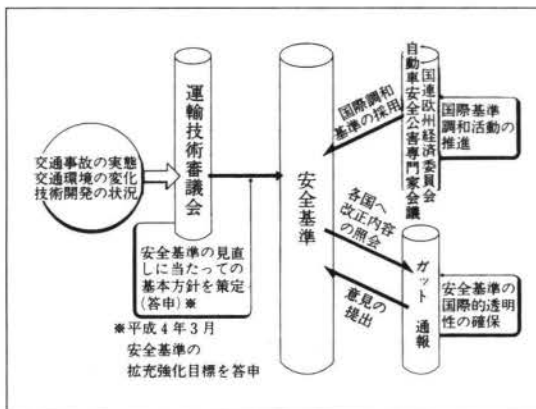 交通事故の実態
交通環境の変化
技術開発の状況
運輸技術審議会
安全基準の見直
しに当たっての
基本方針を策定
(答申)※
※平成4年3月
安全基準の
拡充強化目標を答申
安全基準
国際調和
基準の採用
国連欧州経済委員会
自動車安全公害専門家会議
国際基準
調和活動の
推進
各国へ
改正内容
の照会
意見の
提出
ガット通報
安全基準の
国際的透明
性の確保